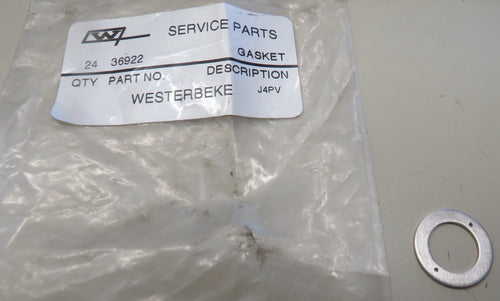 W
SERVICE PARTS
24 36922 GASKET
QTY PART NO. DESCRIPTION
WESTERBEKE J4PV